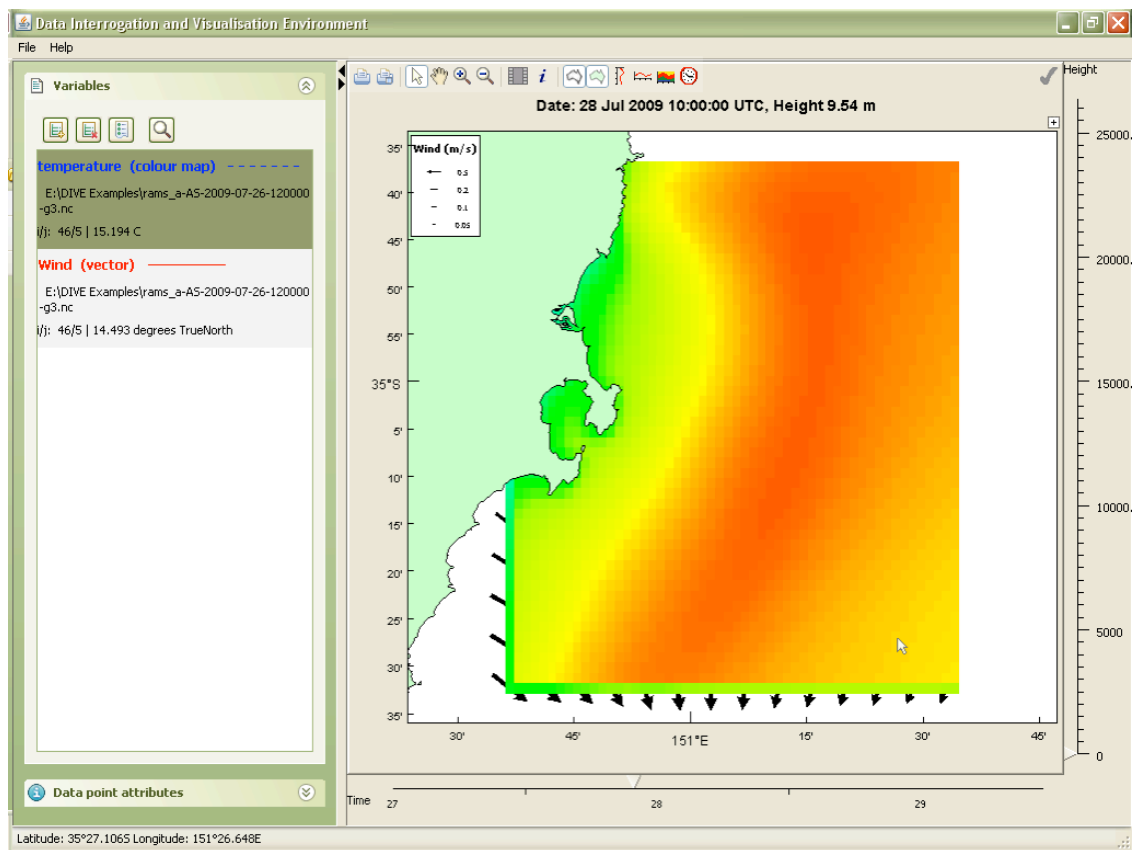 Data Interrogation and Visualisation Environment
File Help
Variables
temperature (colour map)
E:\DIVE Examples\rams_a-AS-2009-07-26-120000
-g3.nc
i/j: 46/5 | 15.194 C
Wind (vector)
E:\DIVE Examples\rams_a-AS-2009-07-26-120000
-g3.nc
i/j: 46/5 | 14.493 degrees TrueNorth
Data point attributes
Date: 28 Jul 2009 10:00:00 UTC, Height 9.54 m
Wind (m/s)
0.5
0.2
0.1
0.05
35'
40'
45'
50'
55'
35°S
5'
10'
15'
20'
25'
30'
35'
30'
45'
151°E
15'
30'
45'
Height
25000.
20000.
15000.
10000.
5000
0
Time 27 28 29
Latitude: 35°27.106S Longitude: 151°26.648E